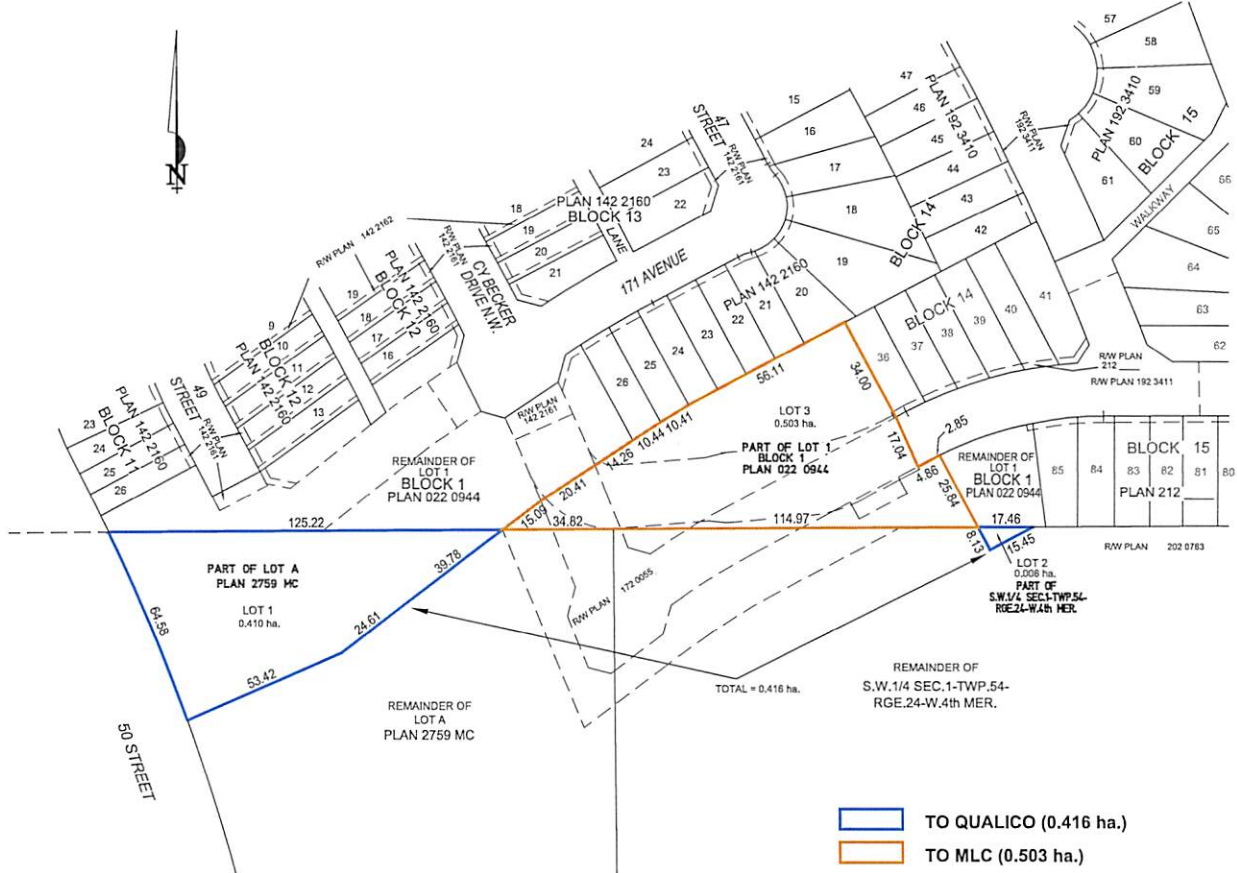 57
58
59
60
61
PLAN 192 3410
BLOCK 15
WALKWAY
66
65
64
63
62
R/W PLAN
192 3411
47
46
45
44
43
42
PLAN 192 3410
BLOCK 14
47
STREET
R/W PLAN
142 2161
15
16
17
18
19
24
23
22
PLAN 142 2160
BLOCK 13
18
19
20
21
LANE
171 AVENUE
N
R/W PLAN 142 2162
R/W PLAN
142 2161
CY BECKER
DRIVE N.W.
PLAN 142 2160
BLOCK 12
19
18
17
16
9
10
11
12
13
BLOCK 12
PLAN 142 2160
49
STREET
R/W PLAN
142 2161
PLAN 142 2160
BLOCK 11
23
24
25
26
PLAN 142 2160
26
25
24
23
22
21
20
BLOCK 14
36
37
38
39
40
41
R/W PLAN
212
R/W PLAN 192 3411
R/W PLAN
142 2161
56.11
34.00
17.04
2.85
4.86
25.84
10.41
10.44
14.26
20.41
15.09
LOT 3
0.503 ha.
PART OF LOT 1
BLOCK 1
PLAN 022 0944
REMAINDER OF
LOT 1
BLOCK 1
PLAN 022 0944
REMAINDER OF
LOT 1
BLOCK 1
PLAN 022 0944
BLOCK 15
85
84
83
82
81
80
PLAN 212
125.22
34.82
114.97
17.46
8.13
15.45
R/W PLAN 202 0763
LOT 2
0.006 ha.
PART OF
S.W.1/4 SEC.1-TWP.54-
RGE.24-W.4th MER.
PART OF LOT A
PLAN 2759 MC
LOT 1
0.410 ha.
39.78
24.61
53.42
64.58
R/W PLAN 172 0055
TOTAL = 0.416 ha.
REMAINDER OF
S.W.1/4 SEC.1-TWP.54-
RGE.24-W.4th MER.
REMAINDER OF
LOT A
PLAN 2759 MC
50 STREET
TO QUALICO (0.416 ha.)
TO MLC (0.503 ha.)